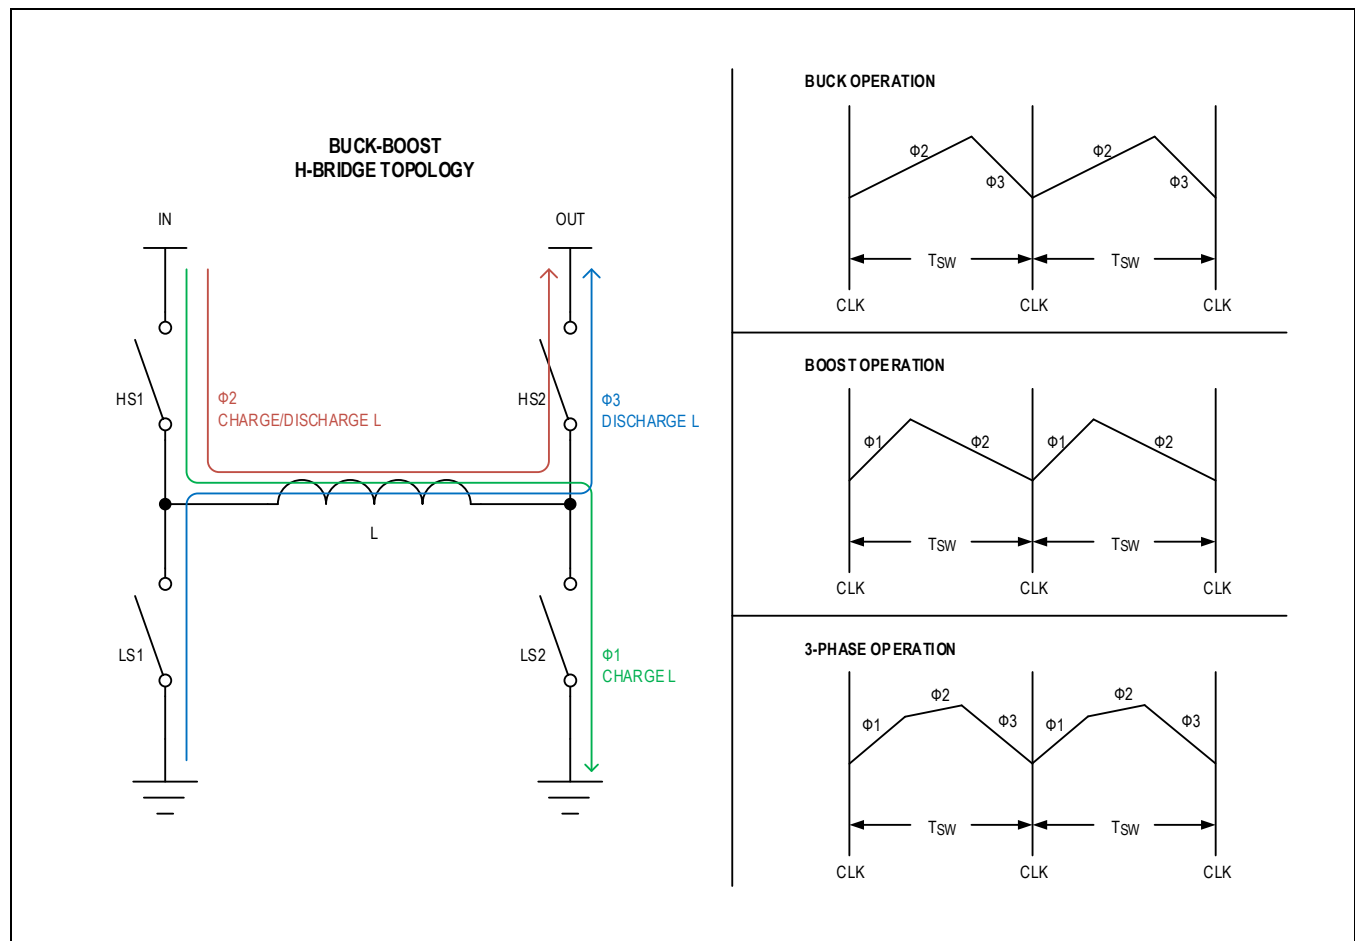 BUCK-BOOST
H-BRIDGE TOPOLOGY
IN
OUT
HS1
Φ2
CHARGE/DISCHARGE L
HS2
Φ3
DISCHARGE L
L
LS1
LS2
Φ1
CHARGE L
BUCK OPERATION
Φ2
Φ3
Φ2
Φ3
TSW
TSW
CLK
CLK
CLK
BOOST OPERATION
Φ1
Φ2
Φ1
Φ2
TSW
TSW
CLK
CLK
CLK
3-PHASE OPERATION
Φ1
Φ2
Φ3
Φ1
Φ2
Φ3
TSW
TSW
CLK
CLK
CLK